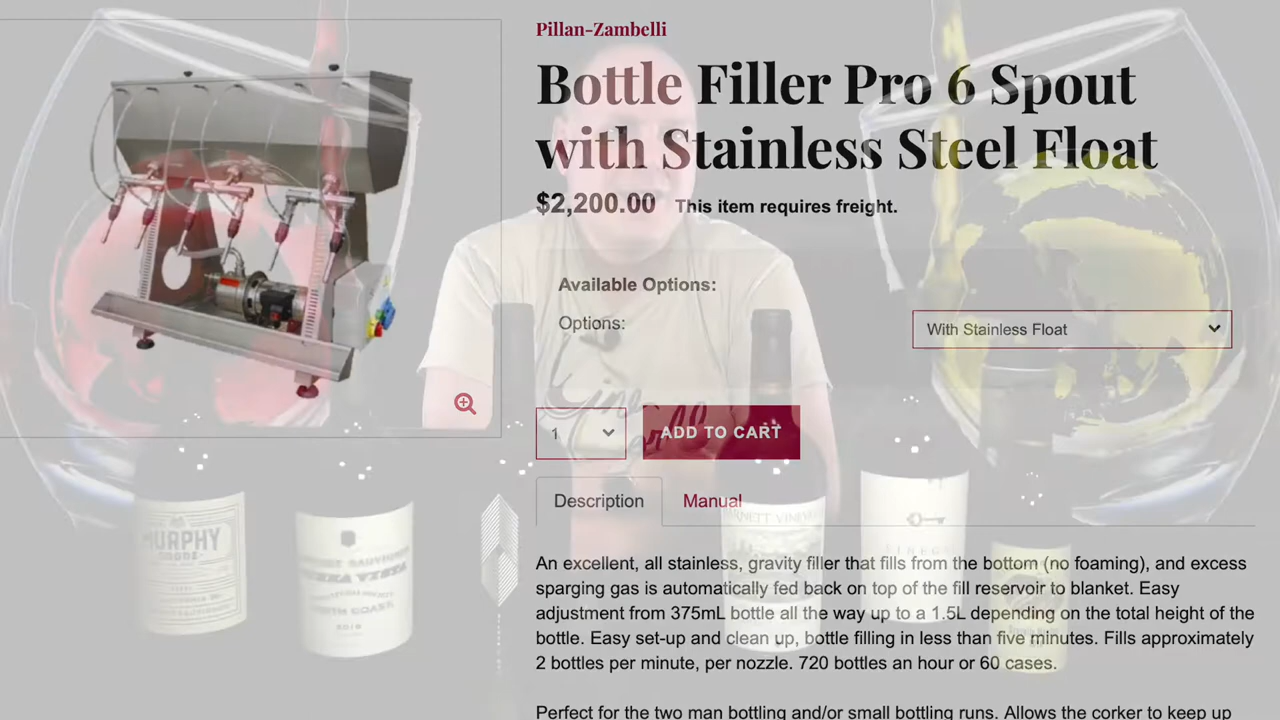 Pillan-Zambelli
Bottle Filler Pro 6 Spout
with Stainless Steel Float
$2,200.00 This item requires freight.
Available Options:
Options:
With Stainless Float
1
ADD TO CART
Description
Manual
An excellent, all stainless, gravity filler that fills from the bottom (no foaming), and excess
sparging gas is automatically fed back on top of the fill reservoir to blanket. Easy
adjustment from 375mL bottle all the way up to a 1.5L depending on the total height of the
bottle. Easy set-up and clean up, bottle filling in less than five minutes. Fills approximately
2 bottles per minute, per nozzle. 720 bottles an hour or 60 cases.
Perfect for the two man bottling and/or small bottling runs. Allows the corker to keep up
MURPHY
GOODE